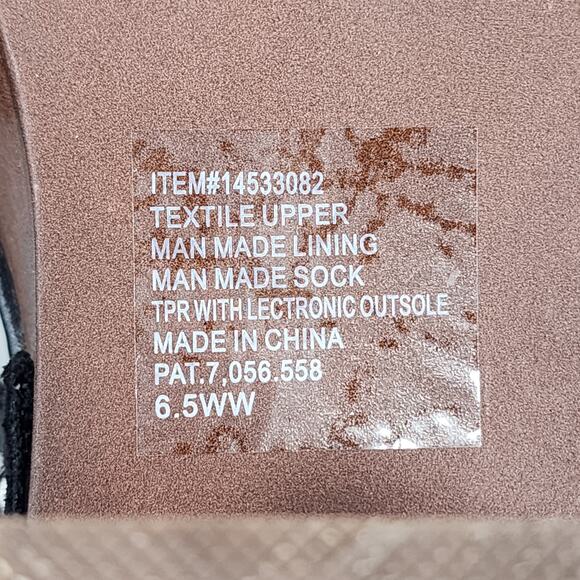 ITEM#14533082
TEXTILE UPPER
MAN MADE LINING
MAN MADE SOCK
TPR WITH LECTRONIC OUTSOLE
MADE IN CHINA
PAT.7,056.558
6.5WW